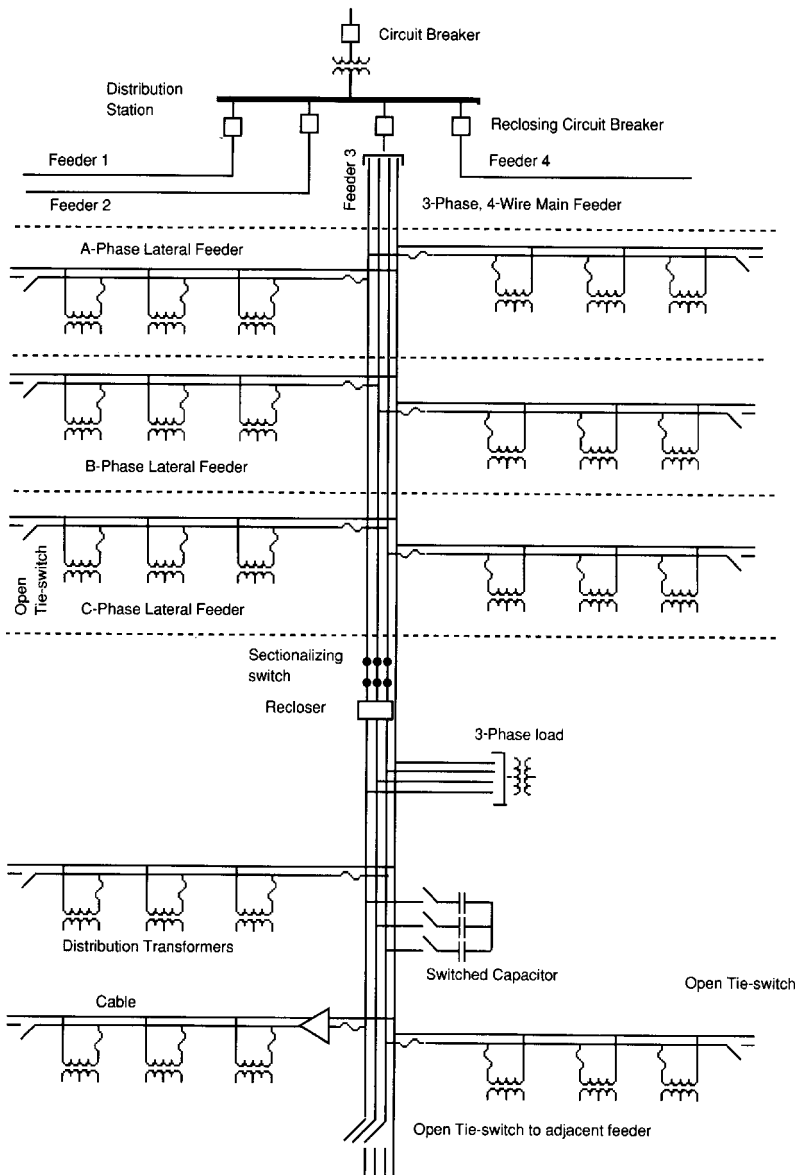 Circuit Breaker
Distribution
Station
Reclosing Circuit Breaker
Feeder 1
Feeder 3
Feeder 4
Feeder 2
3-Phase, 4-Wire Main Feeder
A-Phase Lateral Feeder
B-Phase Lateral Feeder
Open
Tie-switch
C-Phase Lateral Feeder
Sectionalizing
switch
Recloser
3-Phase load
Distribution Transformers
Switched Capacitor
Open Tie-switch
Cable
Open Tie-switch to adjacent feeder